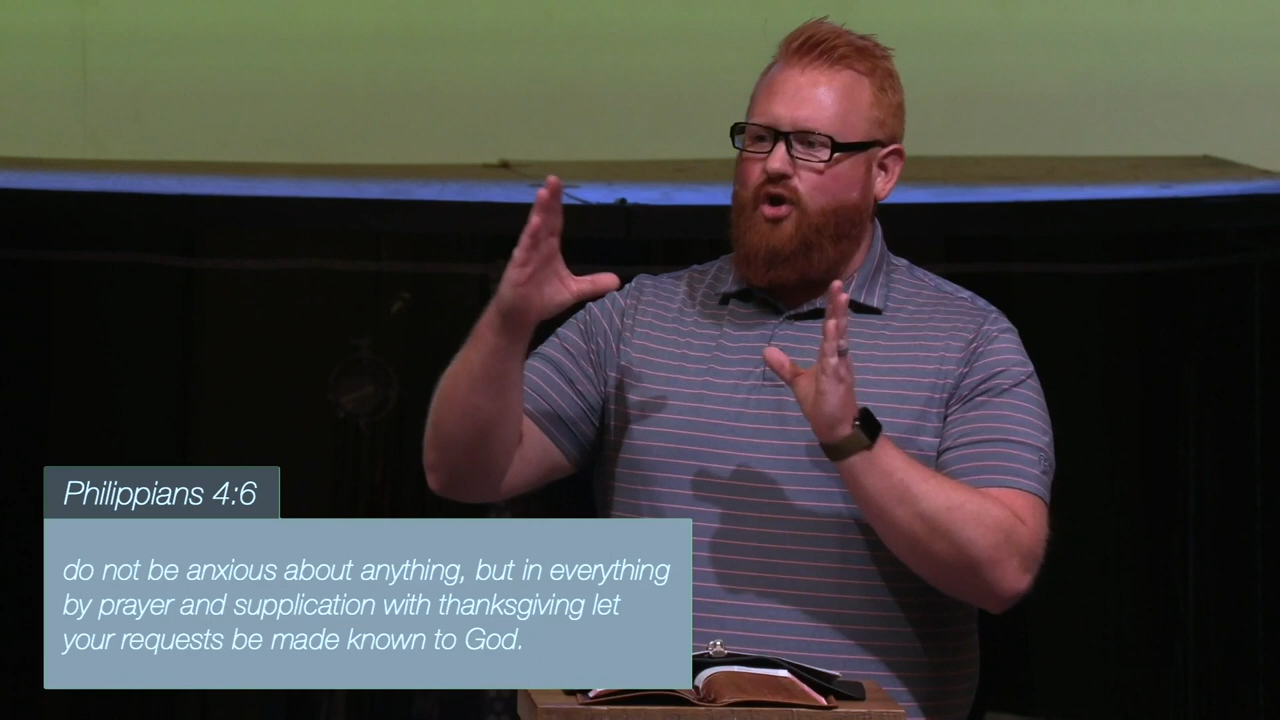 Philippians 4:6
do not be anxious about anything, but in everything
by prayer and supplication with thanksgiving let
your requests be made known to God.